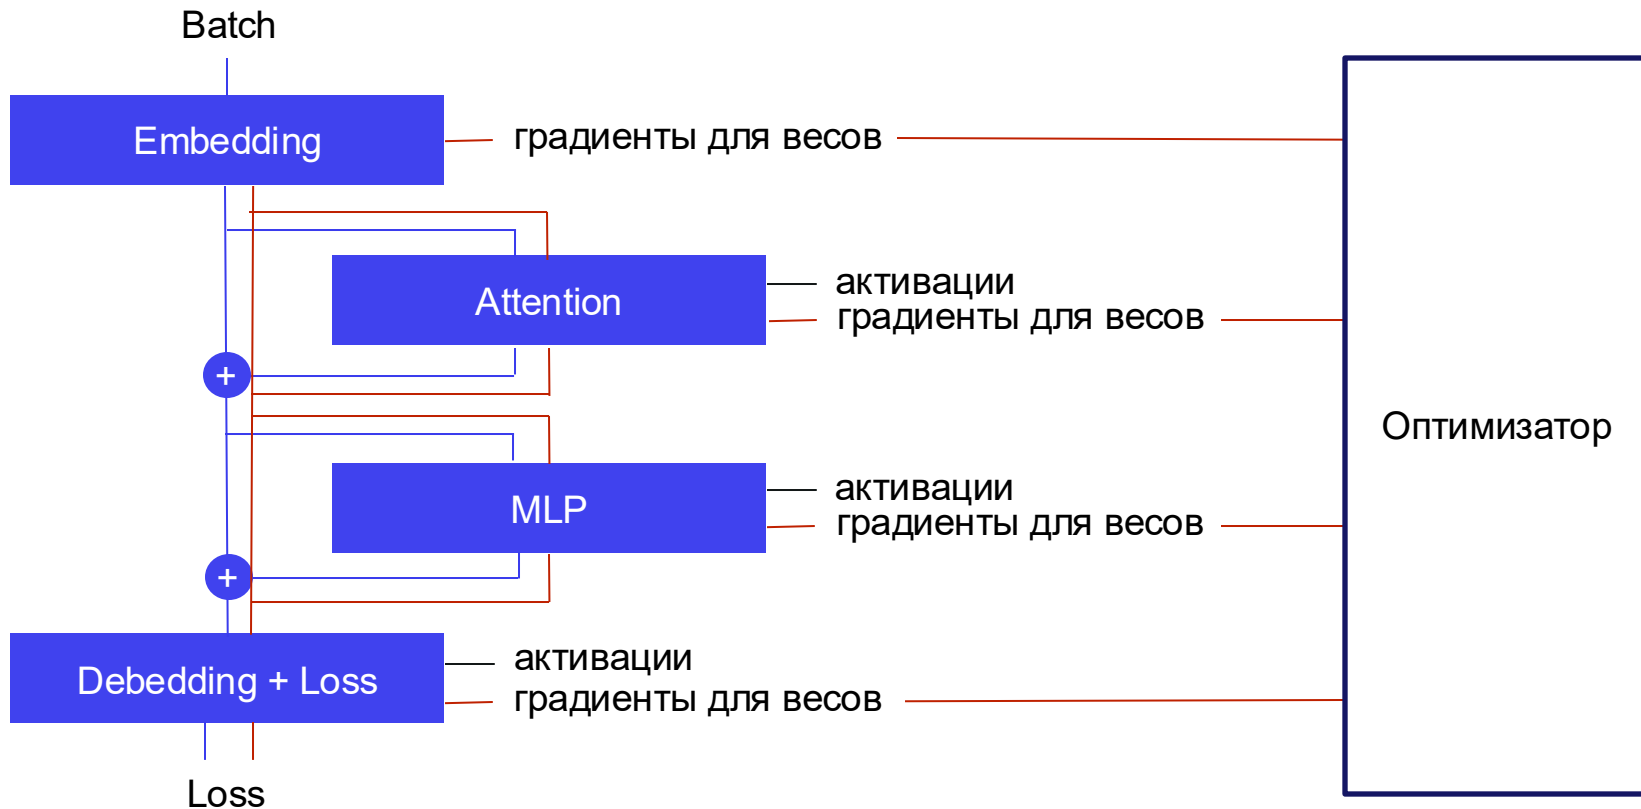 Batch
Embedding
градиенты для весов
Attention
активации
градиенты для весов
+
Оптимизатор
MLP
активации
градиенты для весов
+
Debedding + Loss
активации
градиенты для весов
Loss